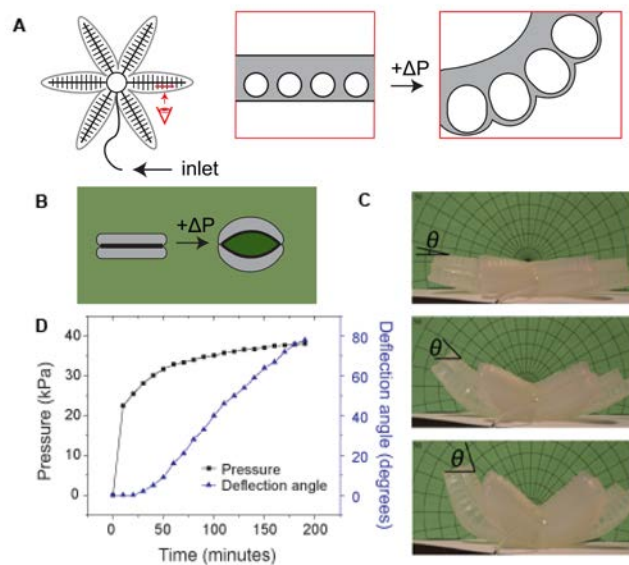 A
+ΔP
inlet
B
+ΔP
C
θ
θ
θ
D
40
30
20
10
0
Pressure (kPa)
80
60
40
20
0
Deflection angle (degrees)
Pressure
Deflection angle
0
50
100
150
200
Time (minutes)